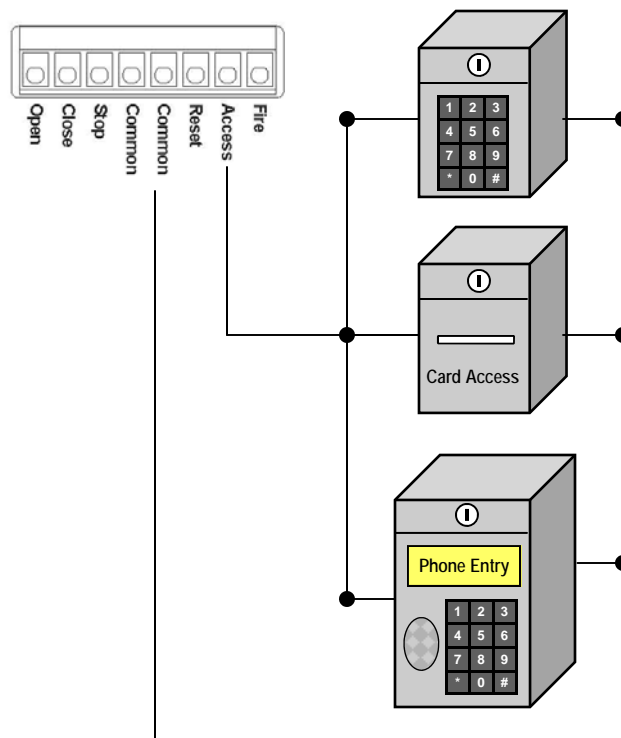 Open
Close
Stop
Common
Common
Reset
Access
Fire
1 2 3
4 5 6
7 8 9
* 0 #
Card Access
Phone Entry
1 2 3
4 5 6
7 8 9
* 0 #